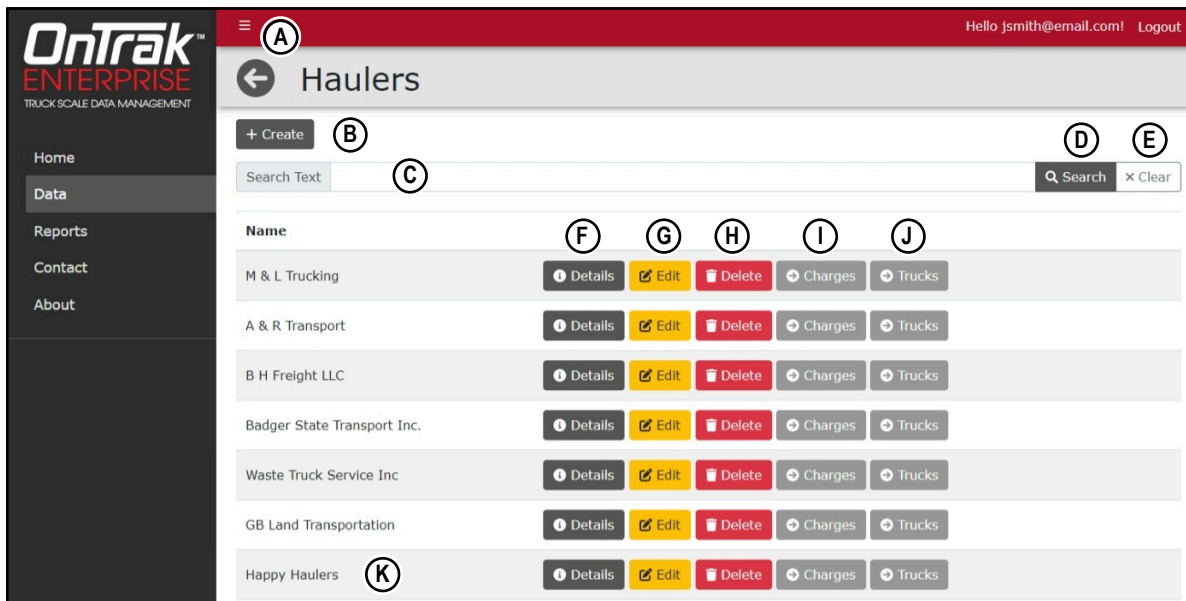 OnTrak™
ENTERPRISE
TRUCK SCALE DATA MANAGEMENT
Home
Data
Reports
Contact
About
A
Hello jsmith@email.com! Logout
Haulers
+ Create B
D E
Search Text C Search × Clear
Name F G H I J
M & L Trucking Details Edit Delete Charges Trucks
A & R Transport Details Edit Delete Charges Trucks
B H Freight LLC Details Edit Delete Charges Trucks
Badger State Transport Inc. Details Edit Delete Charges Trucks
Waste Truck Service Inc Details Edit Delete Charges Trucks
GB Land Transportation Details Edit Delete Charges Trucks
Happy Haulers K Details Edit Delete Charges Trucks